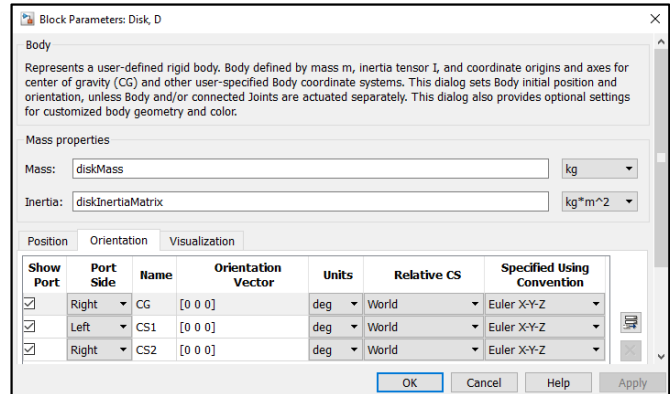 Block Parameters: Disk, D
Body
Represents a user-defined rigid body. Body defined by mass m, inertia tensor I, and coordinate origins and axes for
center of gravity (CG) and other user-specified Body coordinate systems. This dialog sets Body initial position and
orientation, unless Body and/or connected Joints are actuated separately. This dialog also provides optional settings
for customized body geometry and color.
Mass properties
Mass: diskMass kg
Inertia: diskInertiaMatrix kg*m^2
Position Orientation Visualization
Show Port Port Side Name Orientation Vector Units Relative CS Specified Using Convention
Right CG [0 0 0] deg World Euler X-Y-Z
Left CS1 [0 0 0] deg World Euler X-Y-Z
Right CS2 [0 0 0] deg World Euler X-Y-Z
OK Cancel Help Apply